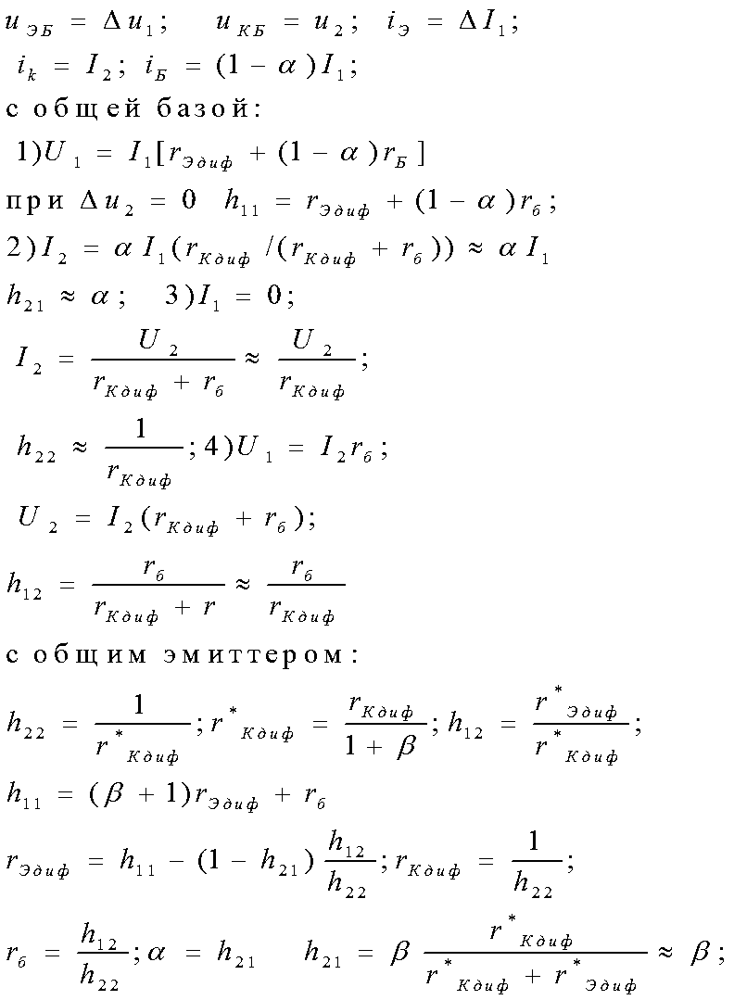 u_ЭБ = Δu_1; u_КБ = u_2; i_Э = ΔI_1;
i_k = I_2; i_Б = (1 − α)I_1;
с общей базой:
1)U_1 = I_1[r_Эдиф + (1 − α)r_Б]
при Δu_2 = 0 h_11 = r_Эдиф + (1 − α)r_б;
2)I_2 = α I_1(r_Кдиф /(r_Кдиф + r_б)) ≈ α I_1
h_21 ≈ α; 3)I_1 = 0;
I_2 = U_2 / (r_Кдиф + r_б) ≈ U_2 / r_Кдиф;
h_22 ≈ 1 / r_Кдиф; 4)U_1 = I_2 r_б;
U_2 = I_2(r_Кдиф + r_б);
h_12 = r_б / (r_Кдиф + r) ≈ r_б / r_Кдиф
с общим эмиттером:
h_22 = 1 / r*_Кдиф; r*_Кдиф = r_Кдиф / (1 + β); h_12 = r*_Эдиф / r*_Кдиф;
h_11 = (β + 1)r_Эдиф + r_б
r_Эдиф = h_11 − (1 − h_21) h_12 / h_22; r_Кдиф = 1 / h_22;
r_б = h_12 / h_22; α = h_21 h_21 = β r*_Кдиф / (r*_Кдиф + r*_Эдиф) ≈ β;